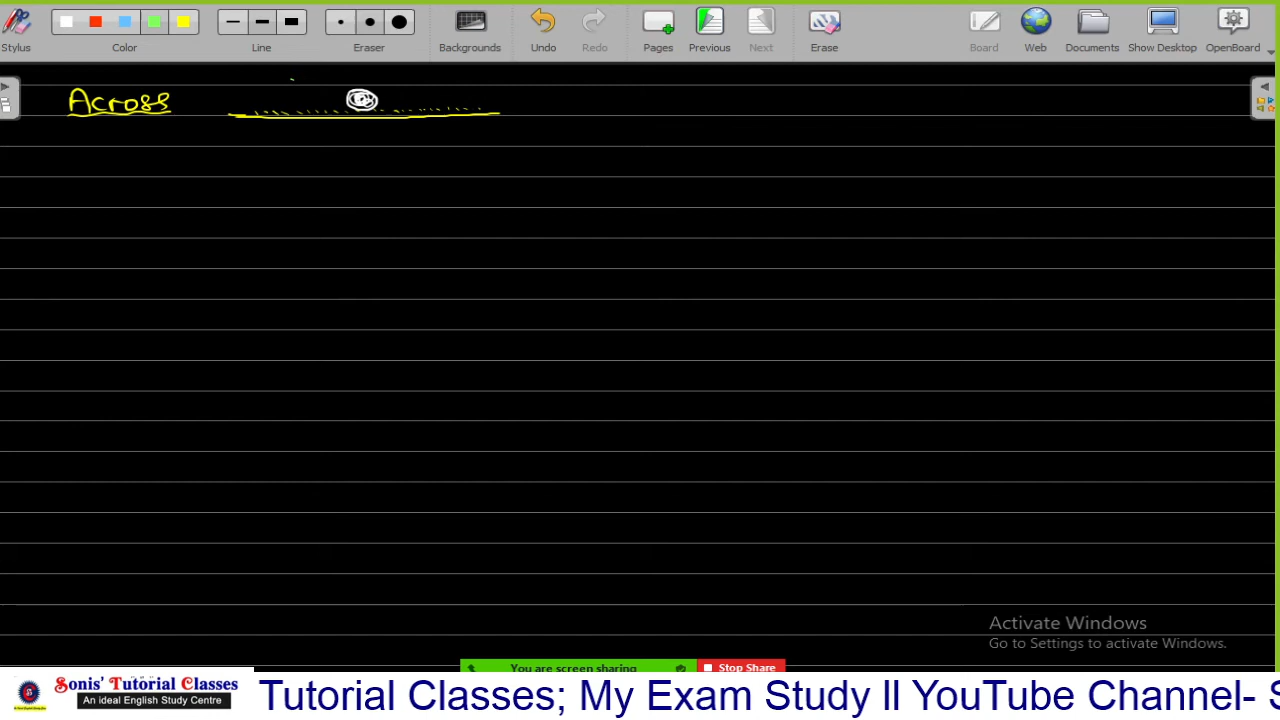 Stylus Color Line Eraser Backgrounds Undo Redo Pages Previous Next Erase Board Web Documents Show Desktop OpenBoard
Across
Activate Windows
Go to Settings to activate Windows.
You are screen sharing Stop Share
Sonis' Tutorial Classes
An ideal English Study Centre
Tutorial Classes; My Exam Study II YouTube Channel- S